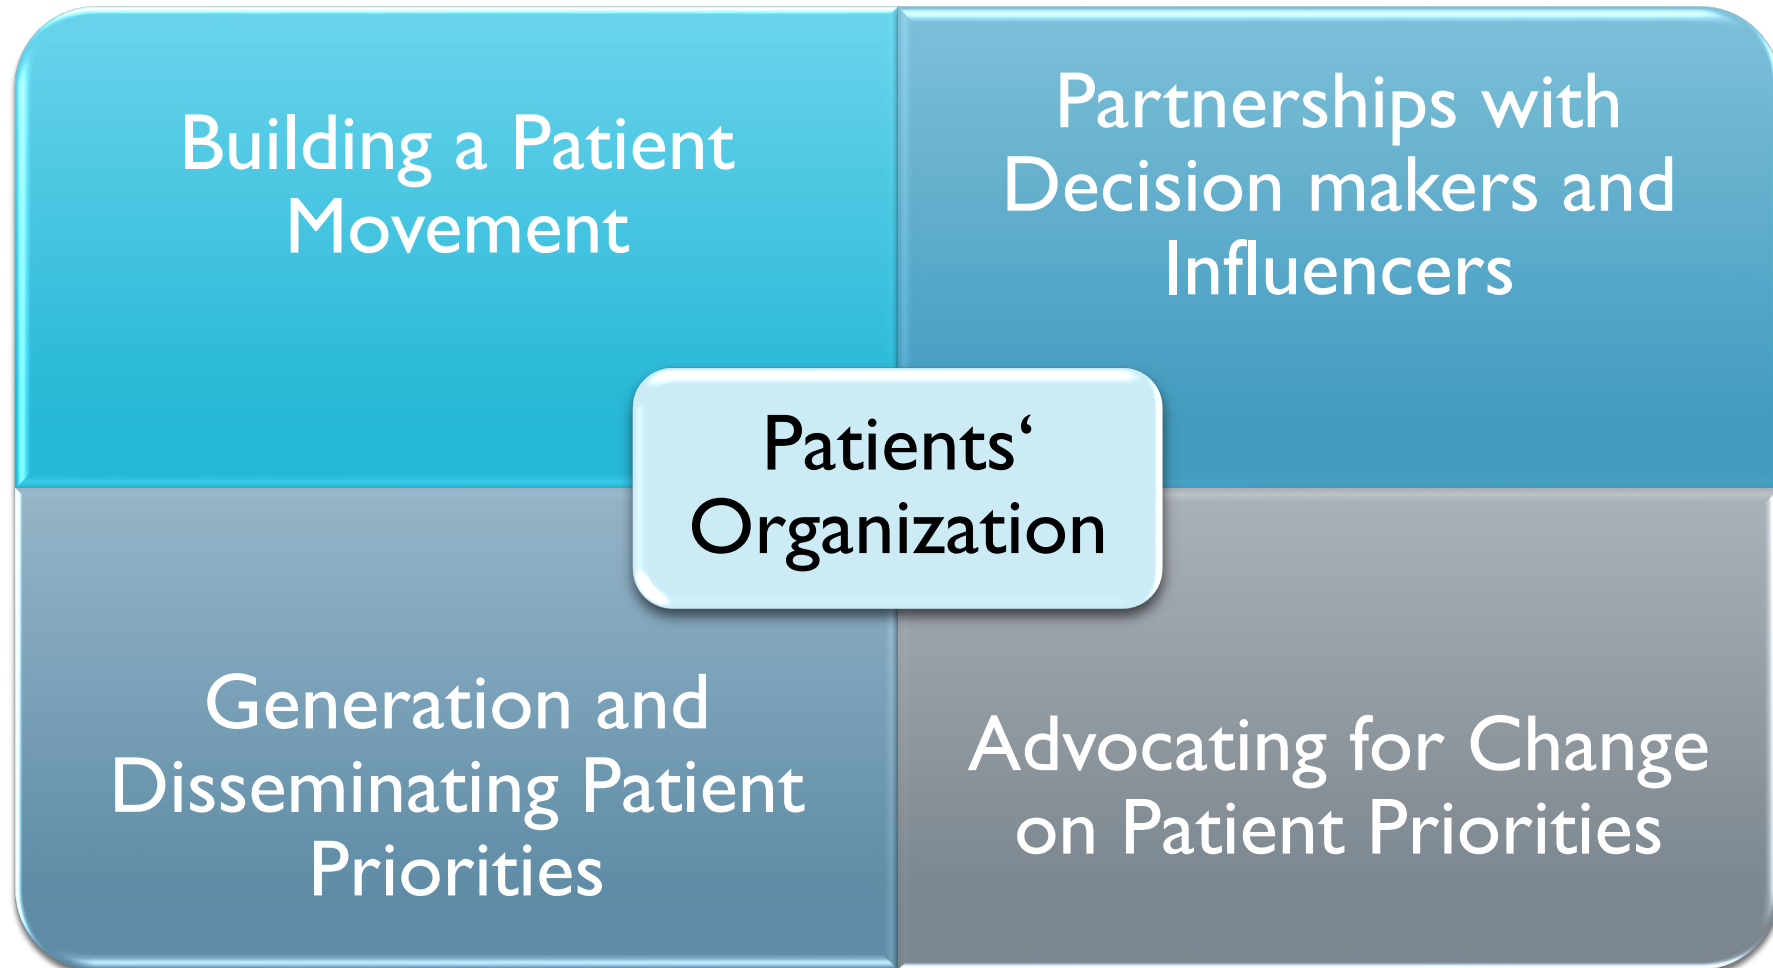 Building a Patient
Movement
Partnerships with
Decision makers and
Influencers
Patients‘
Organization
Generation and
Disseminating Patient
Priorities
Advocating for Change
on Patient Priorities